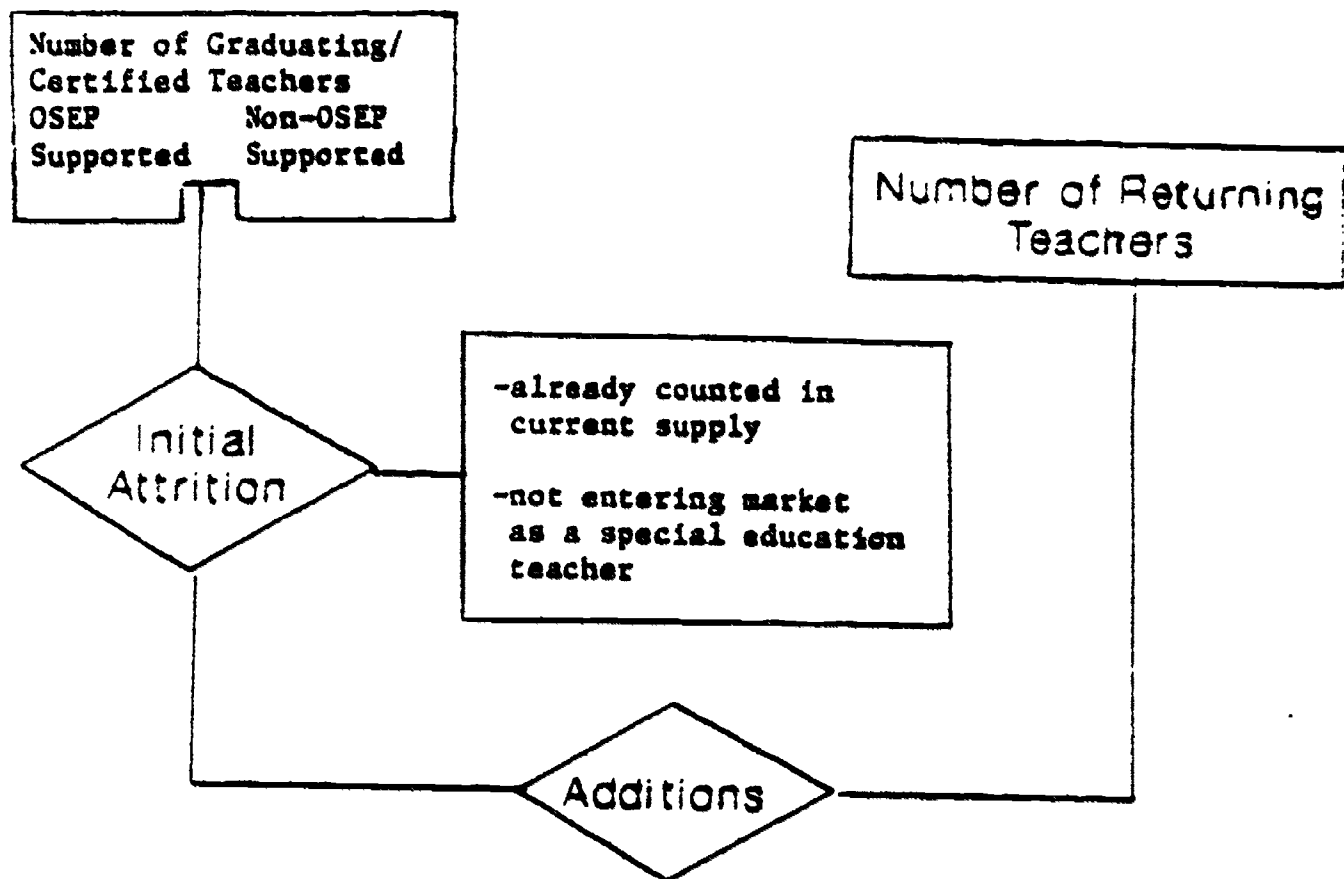 Number of Graduating/
Certified Teachers
OSEP Non-OSEP
Supported Supported
Number of Returning
Teachers
-already counted in
current supply
-not entering market
as a special education
teacher
Initial
Attrition
Additions